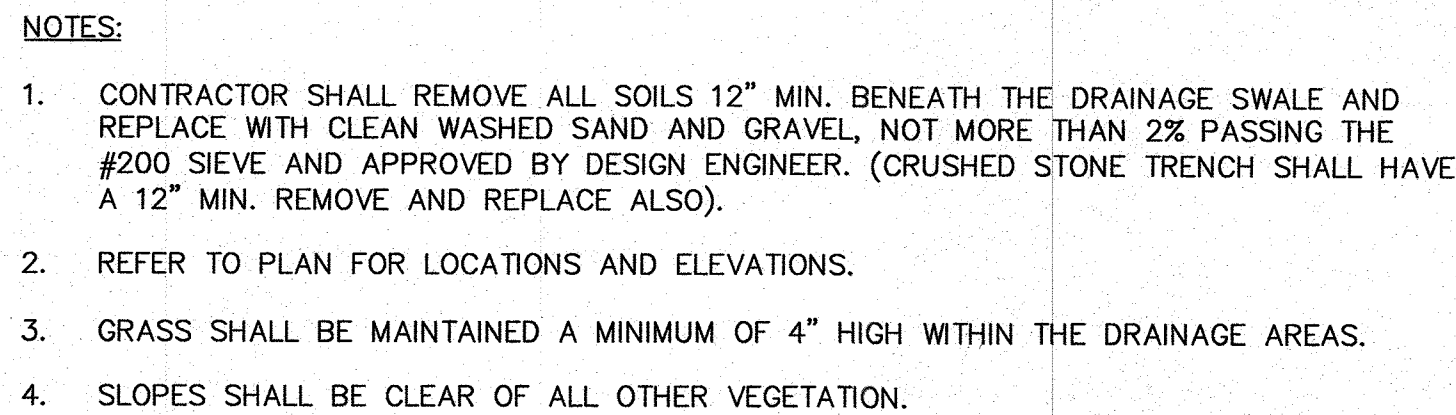 NOTES:
1. CONTRACTOR SHALL REMOVE ALL SOILS 12" MIN. BENEATH THE DRAINAGE SWALE AND
REPLACE WITH CLEAN WASHED SAND AND GRAVEL, NOT MORE THAN 2% PASSING THE
#200 SIEVE AND APPROVED BY DESIGN ENGINEER. (CRUSHED STONE TRENCH SHALL HAVE
A 12" MIN. REMOVE AND REPLACE ALSO).
2. REFER TO PLAN FOR LOCATIONS AND ELEVATIONS.
3. GRASS SHALL BE MAINTAINED A MINIMUM OF 4" HIGH WITHIN THE DRAINAGE AREAS.
4. SLOPES SHALL BE CLEAR OF ALL OTHER VEGETATION.